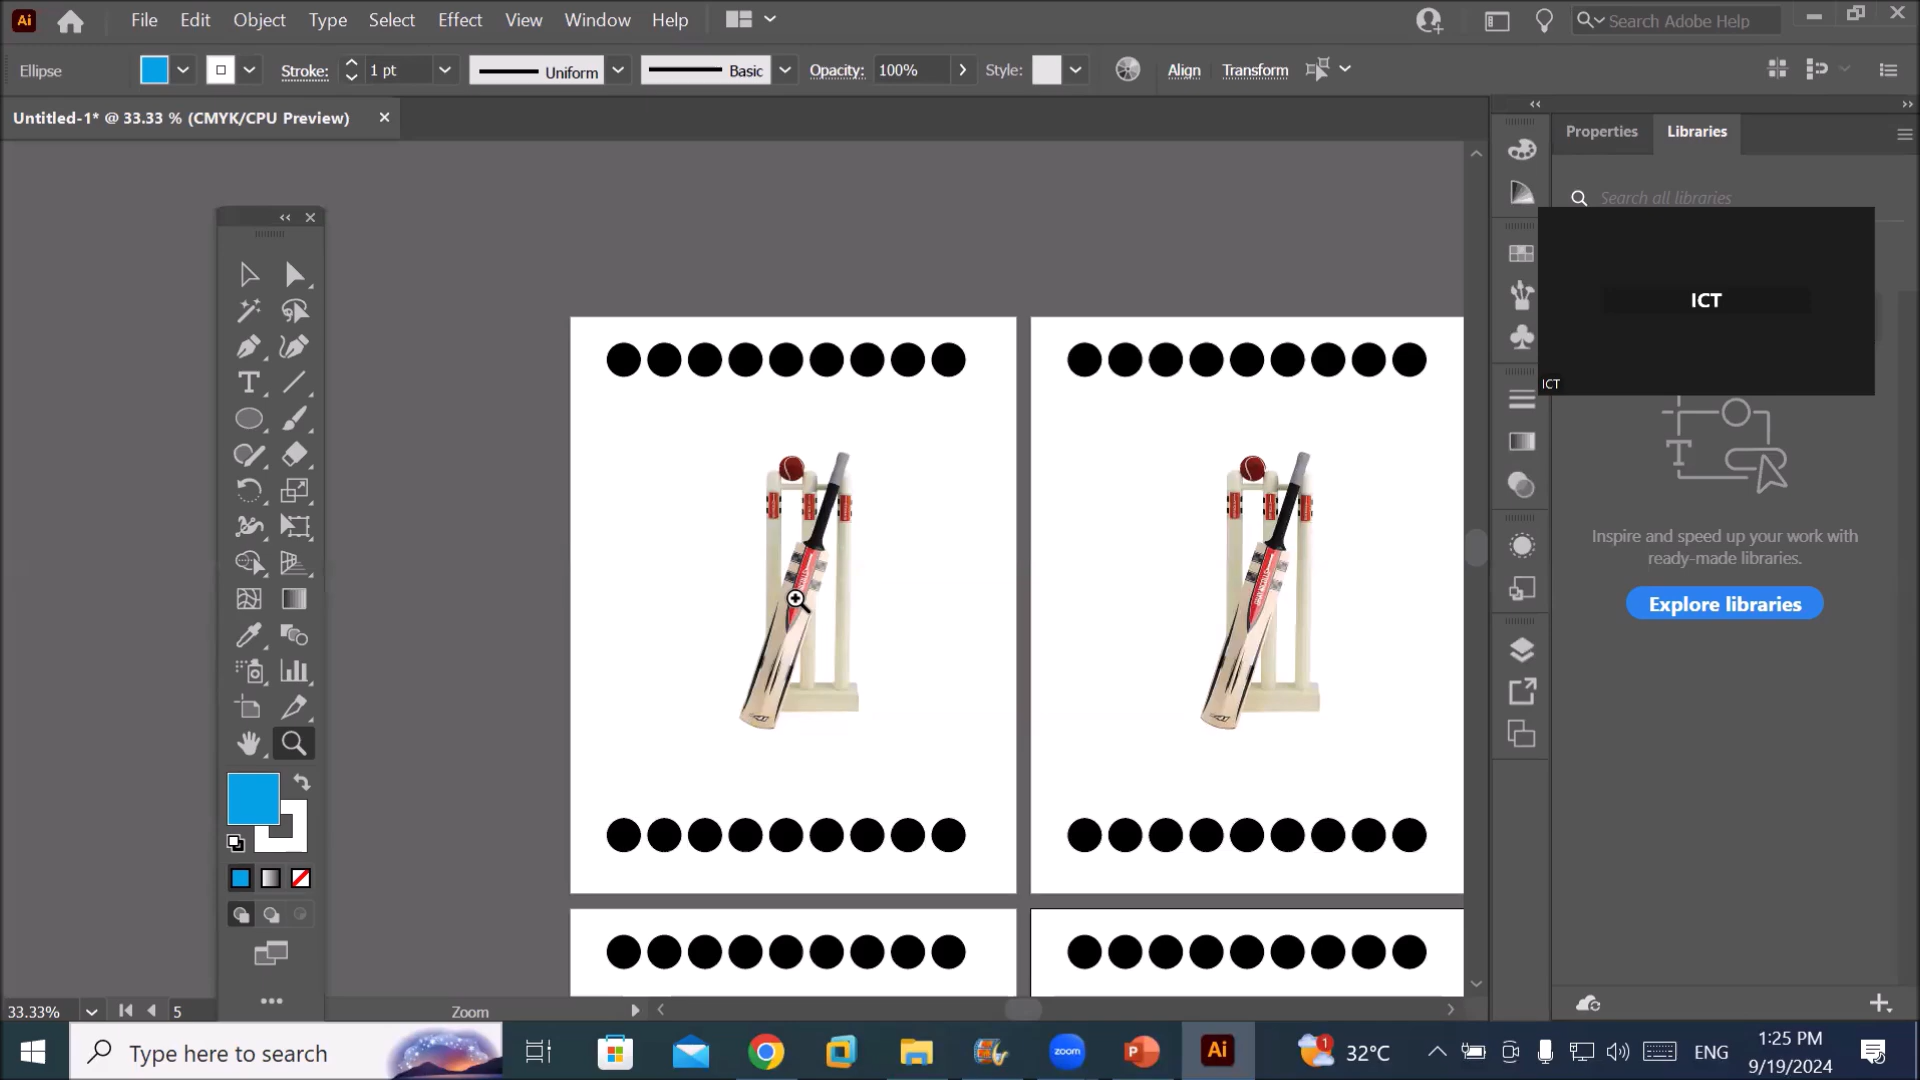 Ai File Edit Object Type Select Effect View Window Help Search Adobe Help
Ellipse Stroke: 1 pt Uniform Basic Opacity: 100% Style: Align Transform
Untitled-1* @ 33.33 % (CMYK/CPU Preview)
Properties Libraries
Search all libraries
ICT
ICT
Inspire and speed up your work with
ready-made libraries.
Explore libraries
33.33% 5 Zoom
Type here to search zoom Ai 1 32°C ENG 1:25 PM
9/19/2024